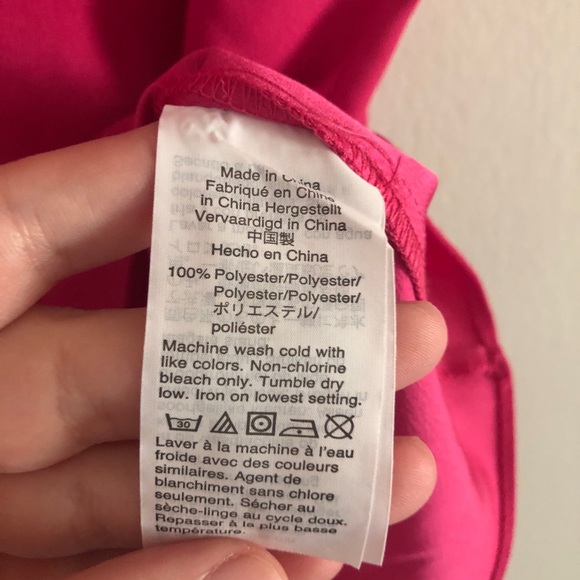 Made in China
Fabriqué en Chine
in China Hergestellt
Vervaardigd in China
中国製
Hecho en China
100% Polyester/Polyester/
Polyester/Polyester/
ポリエステル/
poliéster
Machine wash cold with
like colors. Non-chlorine
bleach only. Tumble dry
low. Iron on lowest setting.
30
Laver à la machine à l'eau
froide avec des couleurs
similaires. Agent de
blanchiment sans chlore
seulement. Sécher au
sèche-linge au cycle doux.
Repasser à la plus basse
température.